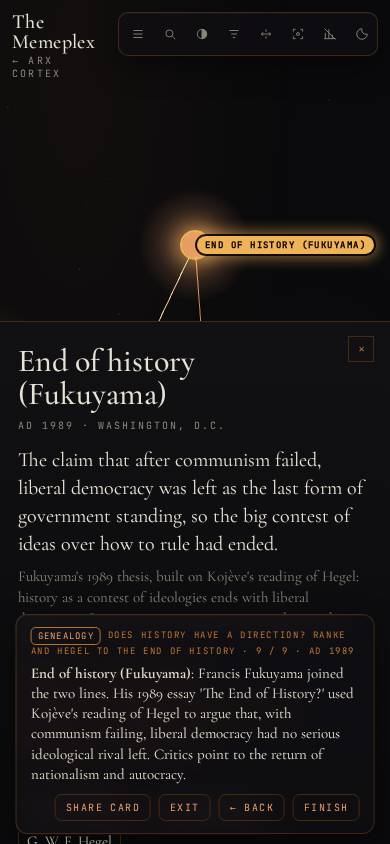 The
Memeplex
← ARX
CORTEX
END OF HISTORY (FUKUYAMA)
End of history
(Fukuyama)
×
AD 1989 · WASHINGTON, D.C.
The claim that after communism failed,
liberal democracy was left as the last form of
government standing, so the big contest of
ideas over how to rule had ended.
Fukuyama's 1989 thesis, built on Kojève's reading of Hegel:
history as a contest of ideologies ends with liberal
GENEALOGY DOES HISTORY HAVE A DIRECTION? RANKE
AND HEGEL TO THE END OF HISTORY · 9 / 9 · AD 1989
End of history (Fukuyama): Francis Fukuyama joined
the two lines. His 1989 essay 'The End of History?' used
Kojève's reading of Hegel to argue that, with
communism failing, liberal democracy had no serious
ideological rival left. Critics point to the return of
nationalism and autocracy.
SHARE CARD EXIT ← BACK FINISH
G. W. F. Hegel